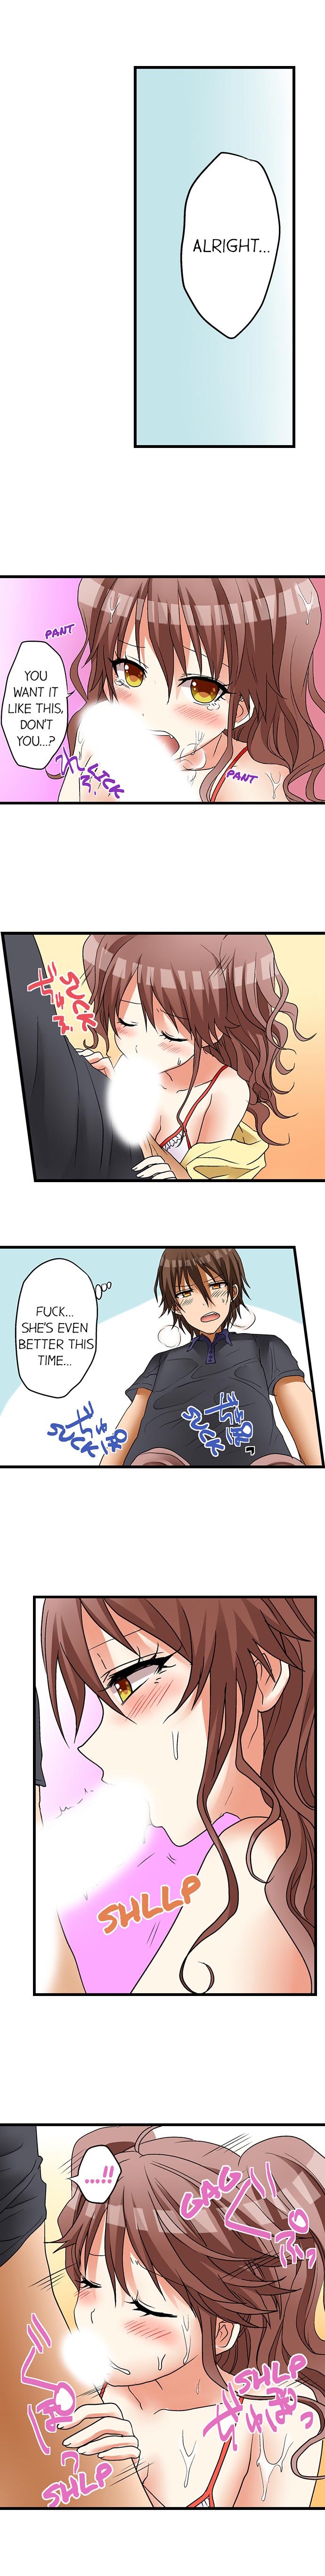 ALRIGHT...
PANT
YOU
WANT IT
LIKE THIS,
DON'T
YOU...?
LICK
PANT
SUCK
FUCK...
SHE'S EVEN
BETTER THIS
TIME...
SUCK
SUCK
SHLLP
...!!
GAG
SHLP
SHLP